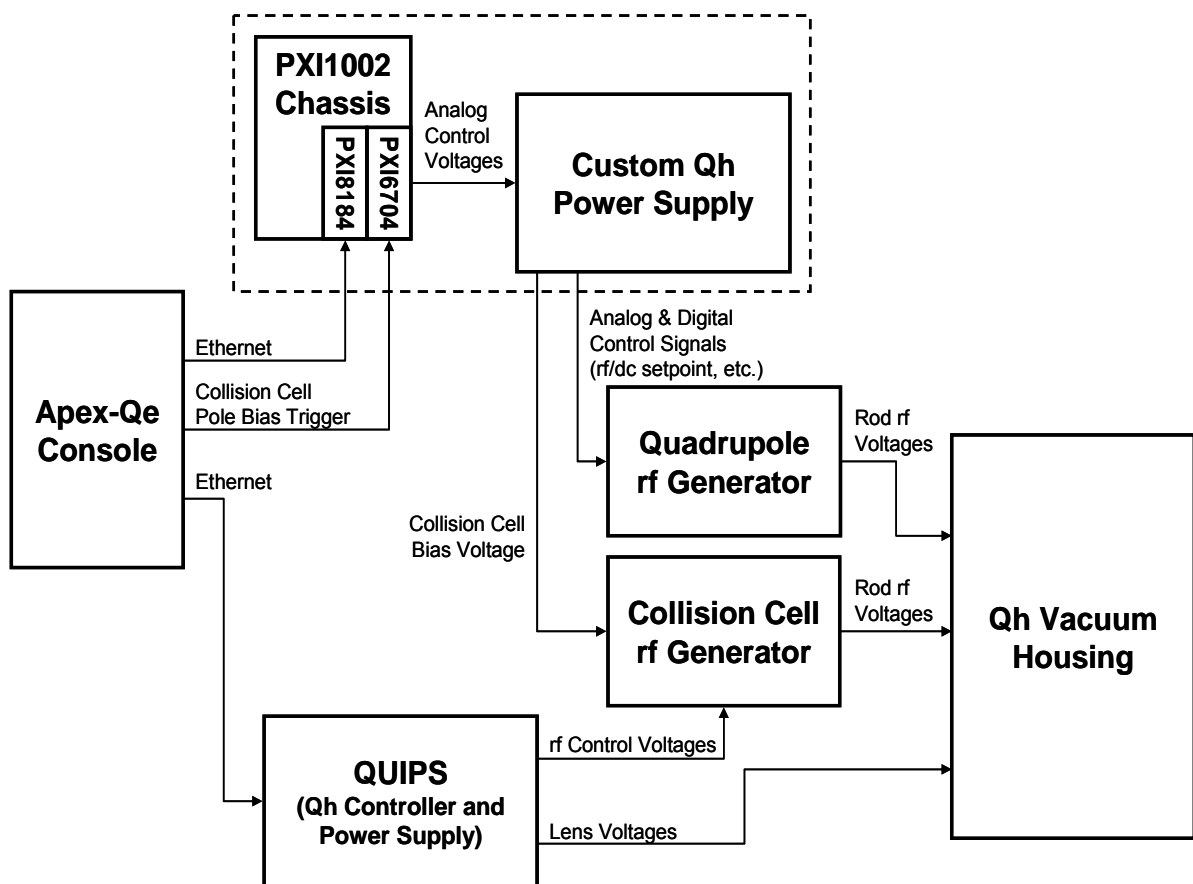 PXI1002
Chassis
PXI8184
PXI6704
Analog
Control
Voltages
Custom Qh
Power Supply
Apex-Qe
Console
Ethernet
Collision Cell
Pole Bias Trigger
Ethernet
Analog & Digital
Control Signals
(rf/dc setpoint, etc.)
Collision Cell
Bias Voltage
Quadrupole
rf Generator
Rod rf
Voltages
Collision Cell
rf Generator
Rod rf
Voltages
Qh Vacuum
Housing
QUIPS
(Qh Controller and
Power Supply)
rf Control Voltages
Lens Voltages